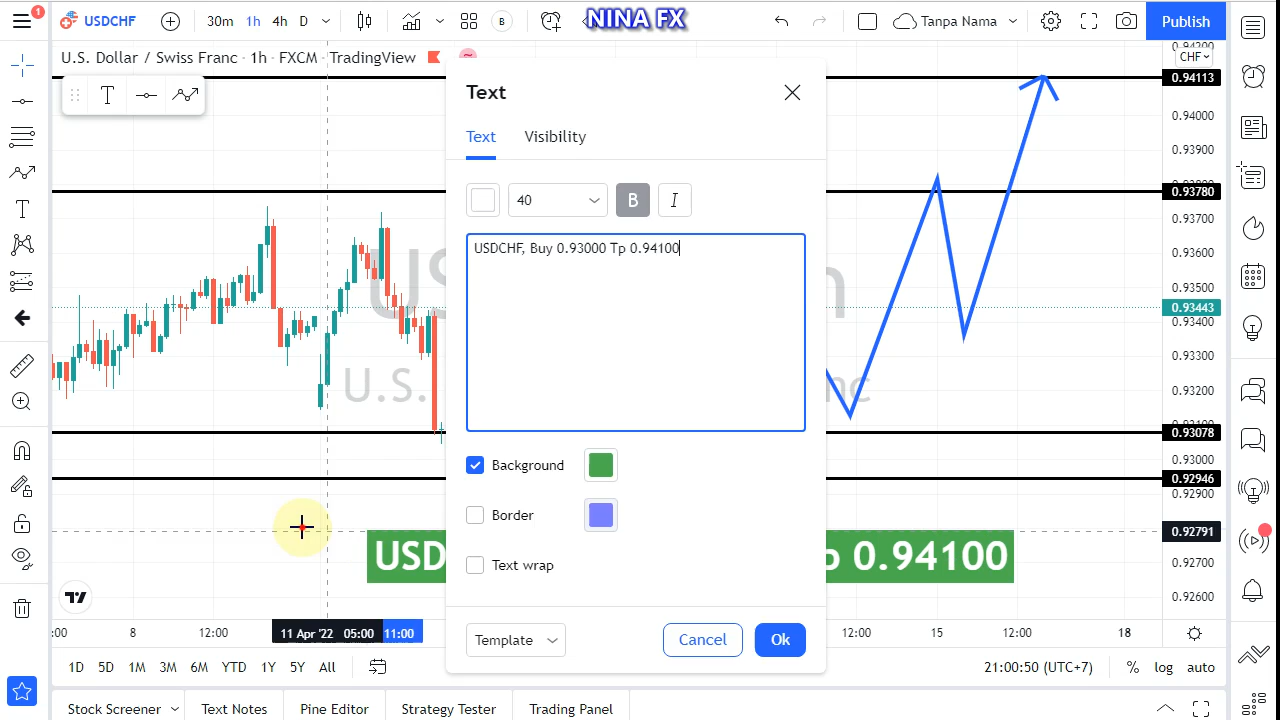 USDCHF
30m 1h 4h D
B
NINA FX
Tanpa Nama
Publish
U.S. Dollar / Swiss Franc · 1h · FXCM · TradingView
CHF
0.94200
0.94113
0.94000
0.93900
0.93780
0.93700
0.93600
0.93500
0.93443
0.93400
0.93300
0.93200
0.93078
0.93000
0.92946
0.92900
0.92791
0.92700
0.92600
Text
Text Visibility
40 B I
USDCHF, Buy 0.93000 Tp 0.94100
Background
Border
Text wrap
Template Cancel Ok
USD
p 0.94100
:00 8 12:00 11 Apr '22 05:00 11:00 12:00 15 12:00 18
1D 5D 1M 3M 6M YTD 1Y 5Y All
21:00:50 (UTC+7) % log auto
Stock Screener Text Notes Pine Editor Strategy Tester Trading Panel